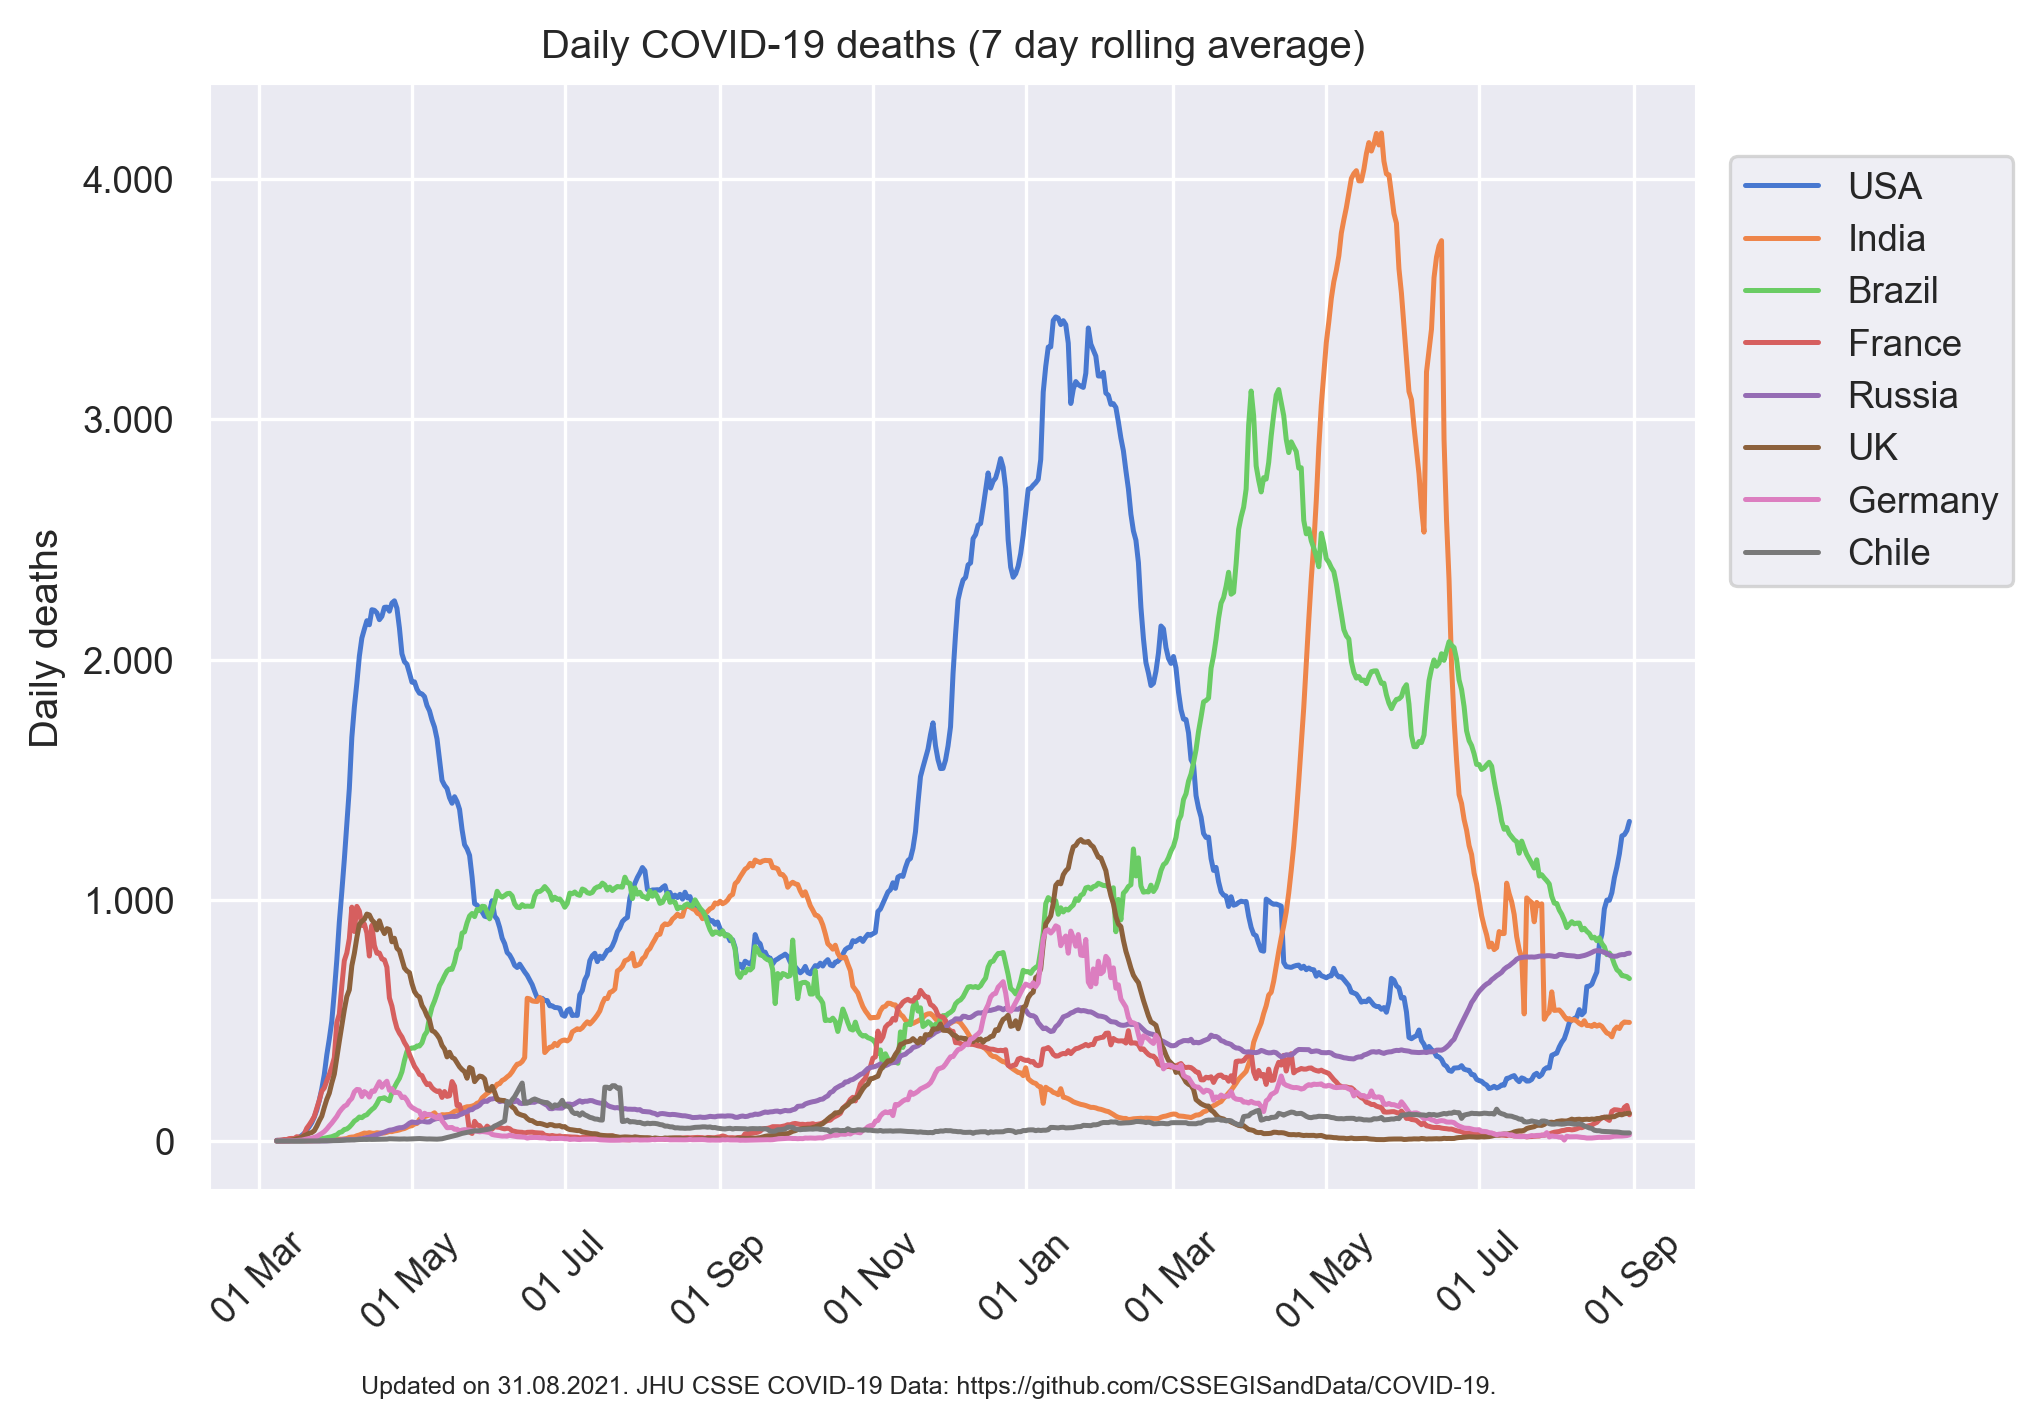 Daily COVID-19 deaths (7 day rolling average)
Daily deaths
4.000
3.000
2.000
1.000
0
01 Mar
01 May
01 Jul
01 Sep
01 Nov
01 Jan
01 Mar
01 May
01 Jul
01 Sep
USA
India
Brazil
France
Russia
UK
Germany
Chile
Updated on 31.08.2021. JHU CSSE COVID-19 Data: https://github.com/CSSEGISandData/COVID-19.